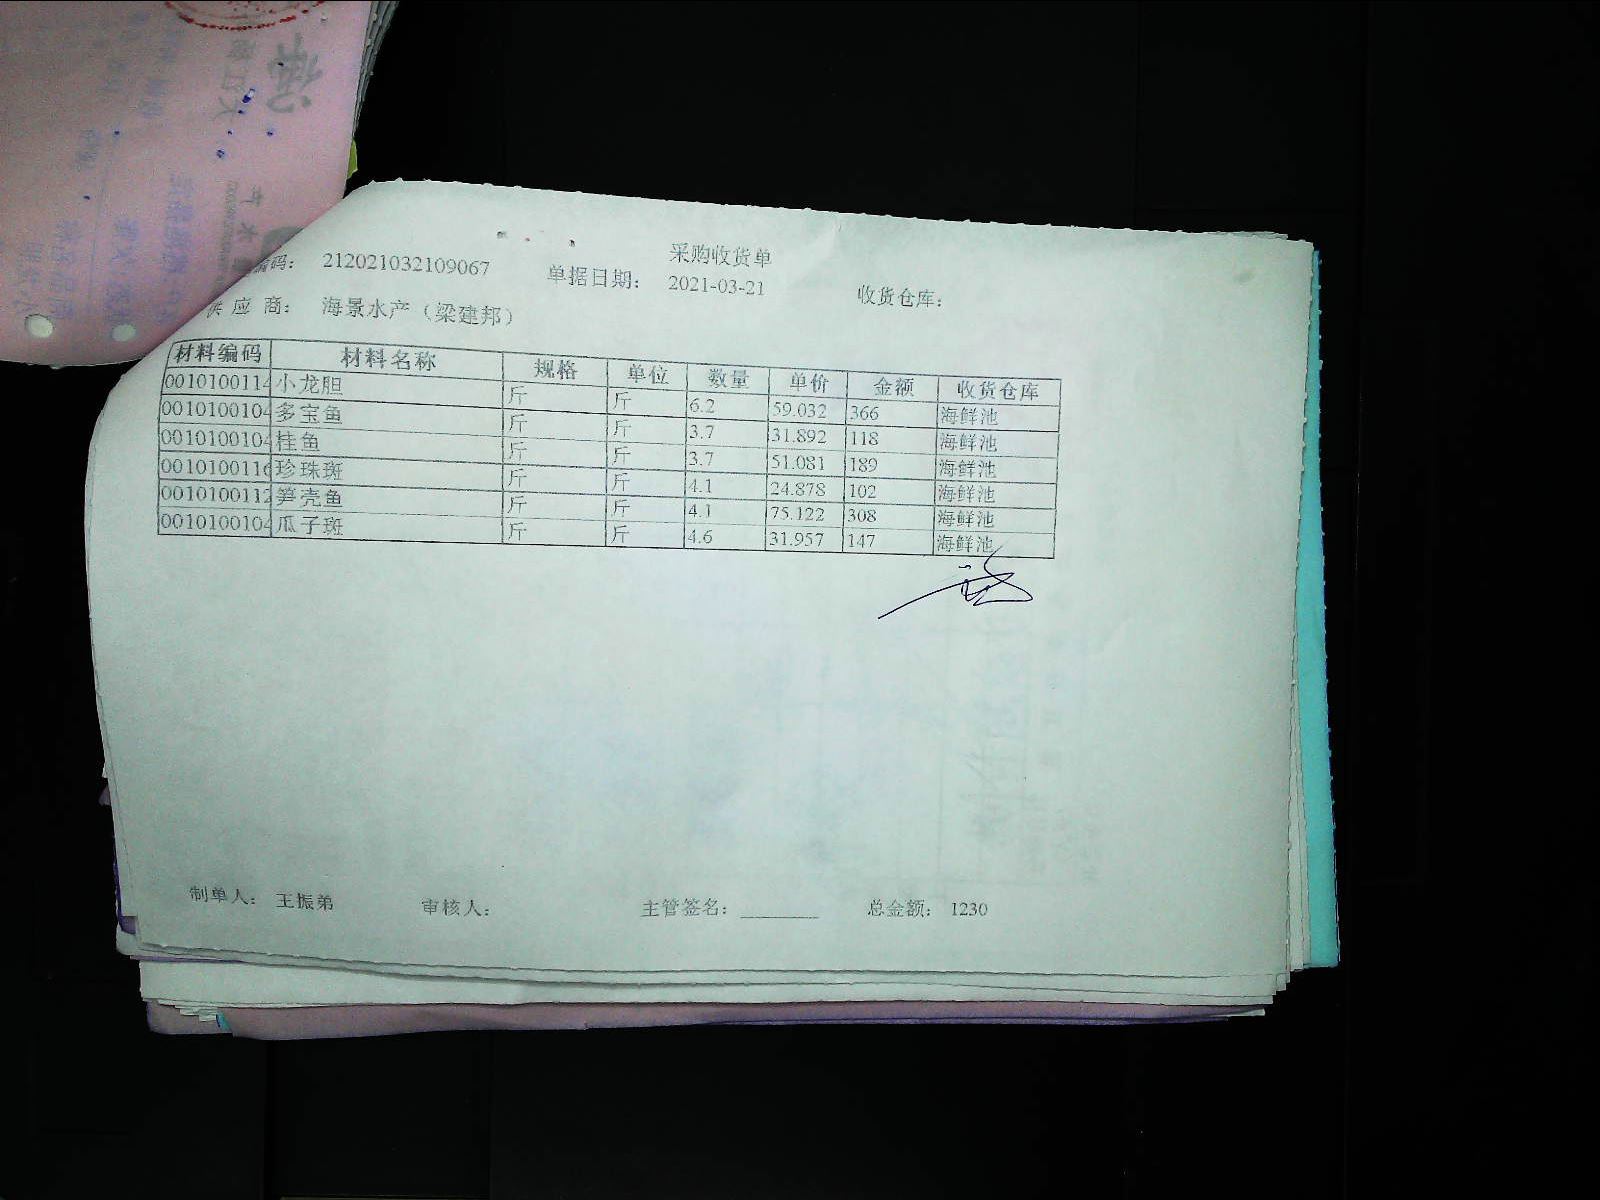 采购收货单
编码： 212021032109067 单据日期： 2021-03-21 收货仓库：
供 应 商： 海景水产（梁建邦）
材料编码 材料名称 规格 单位 数量 单价 金额 收货仓库
0010100114 小龙胆 斤 斤 6.2 59.032 366 海鲜池
0010100104 多宝鱼 斤 斤 3.7 31.892 118 海鲜池
0010100104 桂鱼 斤 斤 3.7 51.081 189 海鲜池
0010100116 珍珠斑 斤 斤 4.1 24.878 102 海鲜池
0010100112 笋壳鱼 斤 斤 4.1 75.122 308 海鲜池
0010100104 瓜子斑 斤 斤 4.6 31.957 147 海鲜池
制单人： 王振弟 审核人： 主管签名：________ 总金额： 1230